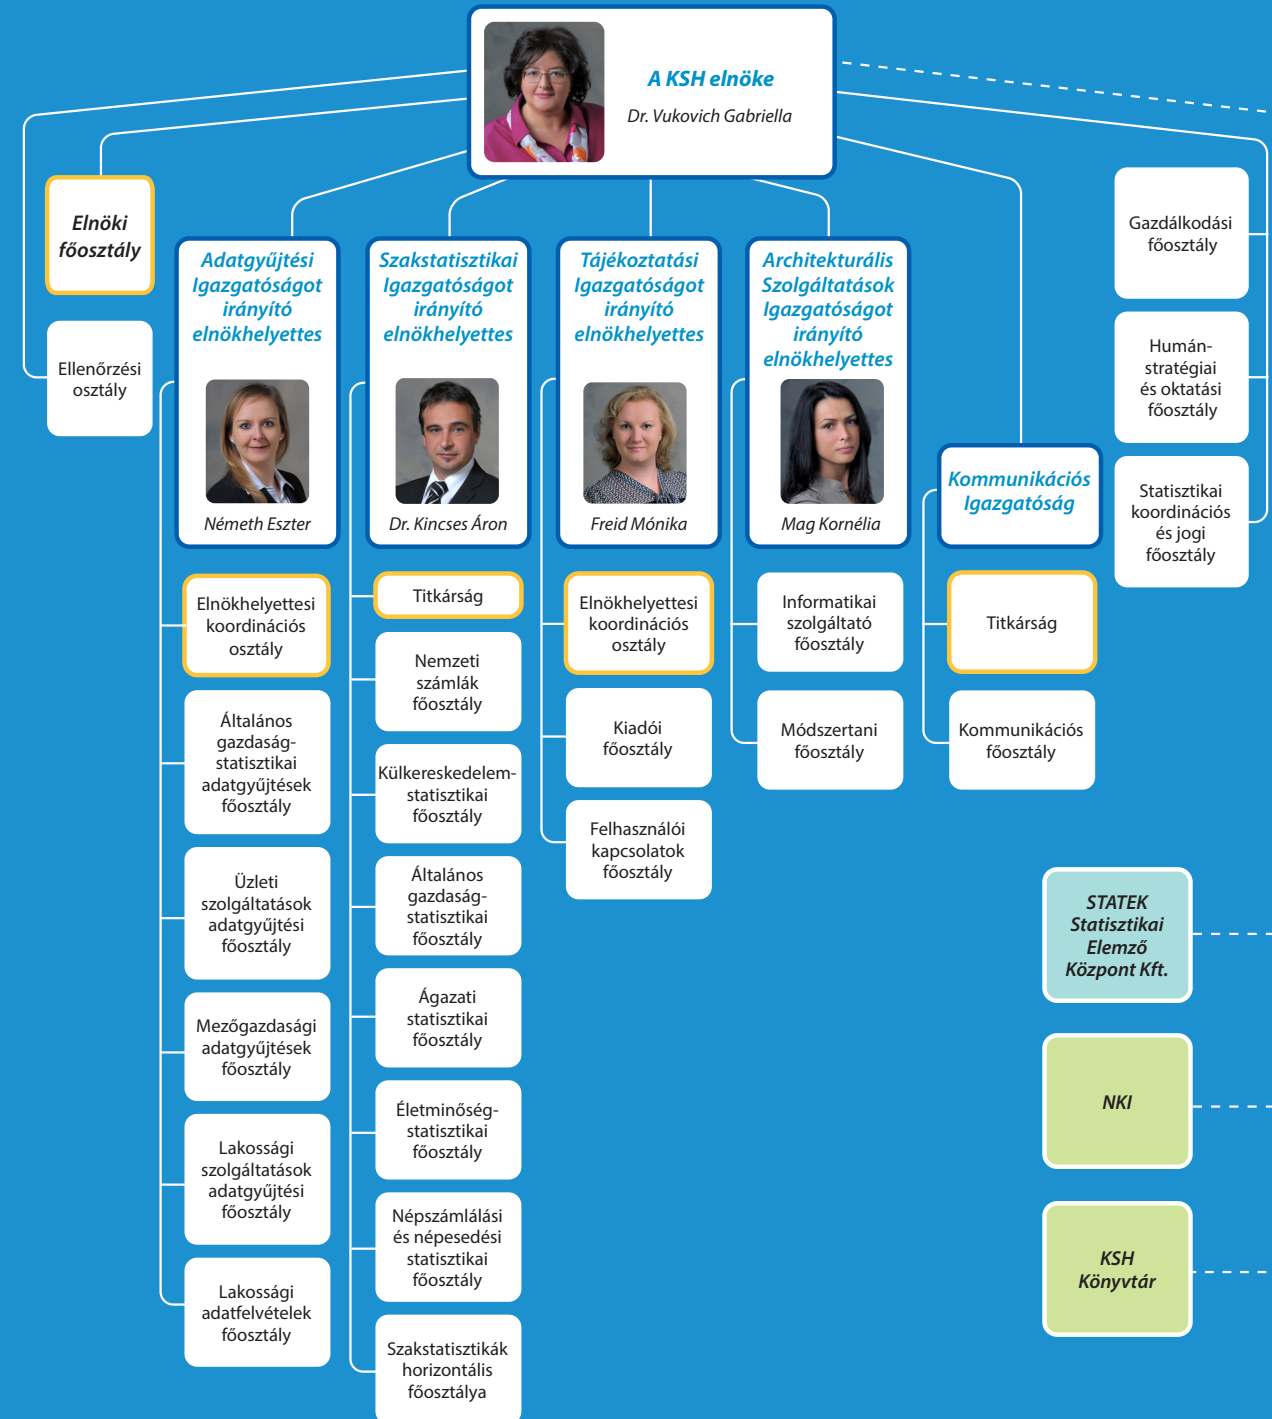 A KSH elnöke
Dr. Vukovich Gabriella
Elnöki
főosztály
Ellenőrzési
osztály
Adatgyűjtési
Igazgatóságot
irányító
elnökhelyettes
Németh Eszter
Elnökhelyettesi
koordinációs
osztály
Általános
gazdaság-
statisztikai
adatgyűjtések
főosztály
Üzleti
szolgáltatások
adatgyűjtési
főosztály
Mezőgazdasági
adatgyűjtések
főosztály
Lakossági
szolgáltatások
adatgyűjtési
főosztály
Lakossági
adatfelvételek
főosztály
Szakstatisztikai
Igazgatóságot
irányító
elnökhelyettes
Dr. Kincses Áron
Titkárság
Nemzeti
számlák
főosztály
Külkereskedelem-
statisztikai
főosztály
Általános
gazdaság-
statisztikai
főosztály
Ágazati
statisztikai
főosztály
Életminőség-
statisztikai
főosztály
Népszámlálási
és népesedési
statisztikai
főosztály
Szakstatisztikák
horizontális
főosztálya
Tájékoztatási
Igazgatóságot
irányító
elnökhelyettes
Freid Mónika
Elnökhelyettesi
koordinációs
osztály
Kiadói
főosztály
Felhasználói
kapcsolatok
főosztály
Architekturális
Szolgáltatások
Igazgatóságot
irányító
elnökhelyettes
Mag Kornélia
Informatikai
szolgáltató
főosztály
Módszertani
főosztály
Kommunikációs
Igazgatóság
Titkárság
Kommunikációs
főosztály
Gazdálkodási
főosztály
Humán-
stratégiai
és oktatási
főosztály
Statisztikai
koordinációs
és jogi
főosztály
STATEK
Statisztikai
Elemző
Központ Kft.
NKI
KSH
Könyvtár